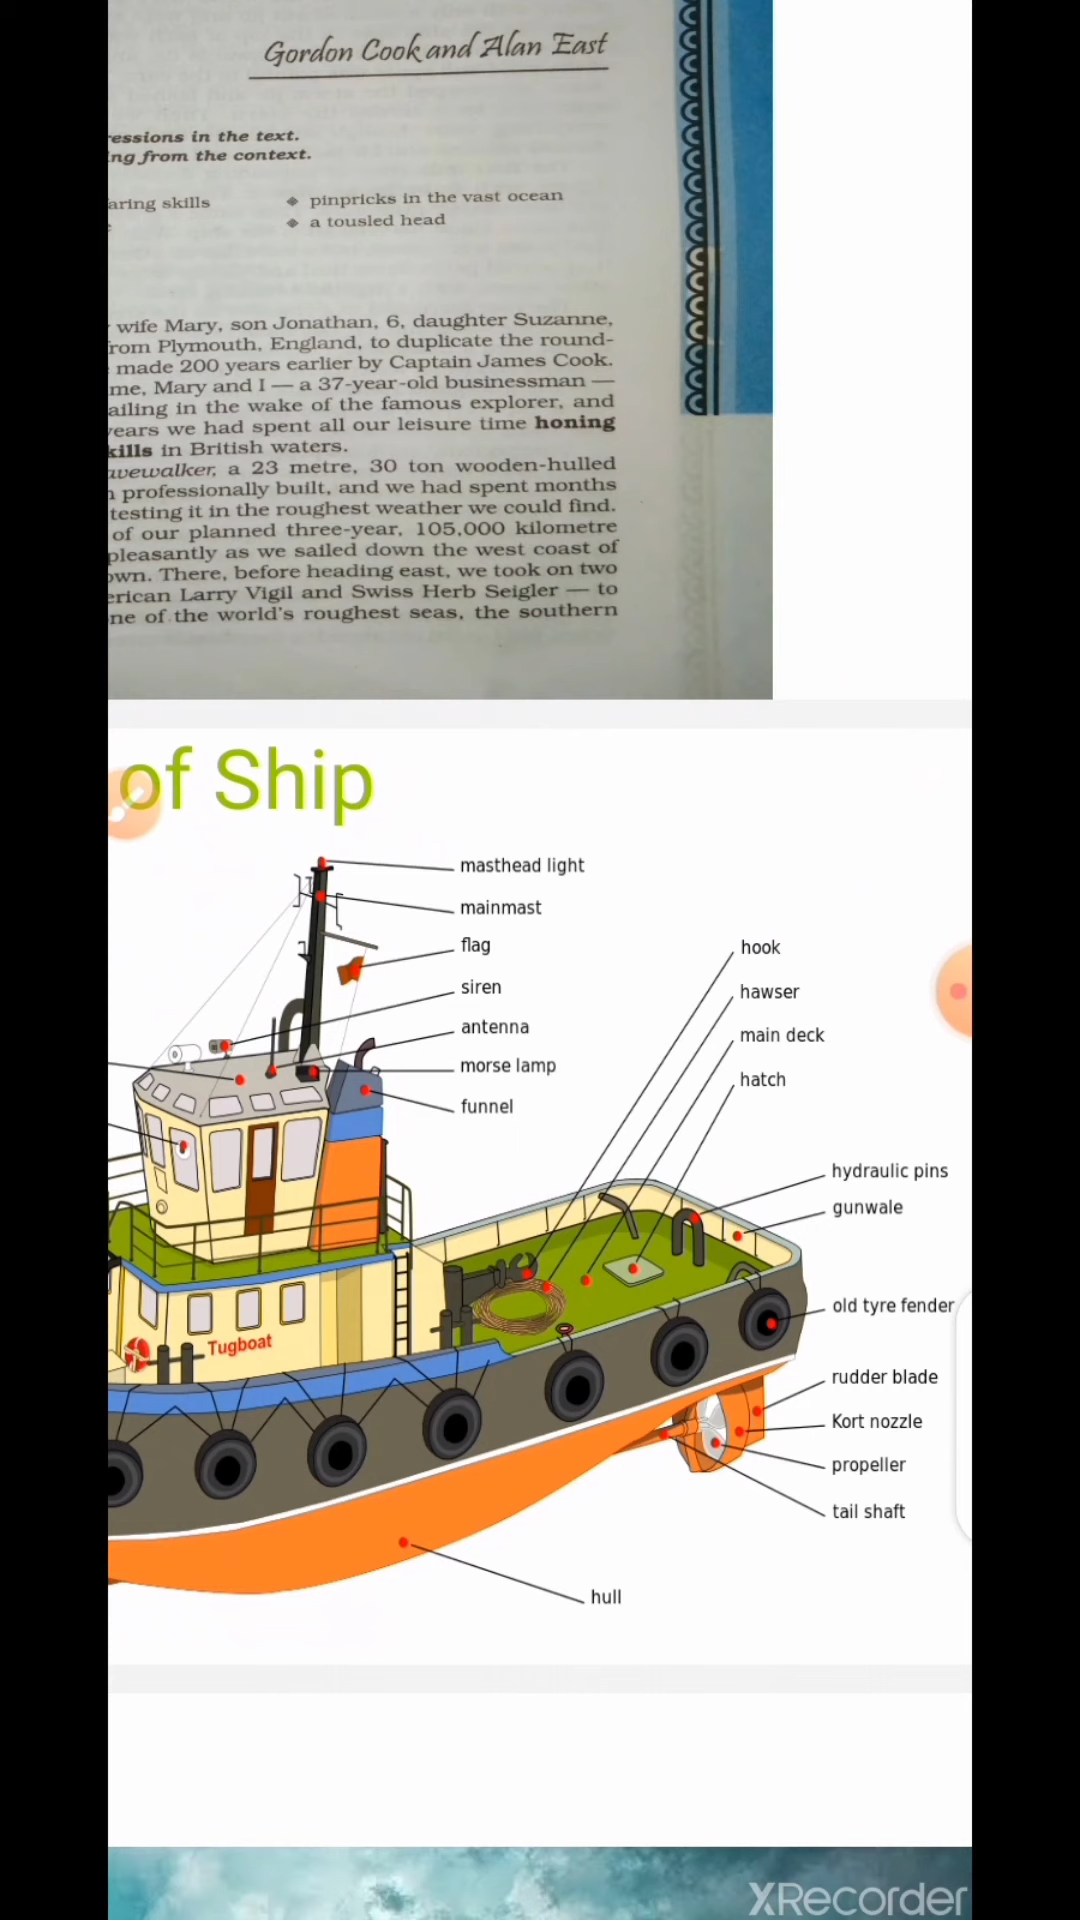 Gordon Cook and Alan East
ressions in the text.
ing from the context.
aring skills
◆ pinpricks in the vast ocean
◆ a tousled head
wife Mary, son Jonathan, 6, daughter Suzanne,
rom Plymouth, England, to duplicate the round-
made 200 years earlier by Captain James Cook.
me, Mary and I — a 37-year-old businessman —
ailing in the wake of the famous explorer, and
years we had spent all our leisure time honing
kills in British waters.
avewalker, a 23 metre, 30 ton wooden-hulled
professionally built, and we had spent months
testing it in the roughest weather we could find.
of our planned three-year, 105,000 kilometre
pleasantly as we sailed down the west coast of
own. There, before heading east, we took on two
erican Larry Vigil and Swiss Herb Seigler — to
ne of the world's roughest seas, the southern
of Ship
masthead light
mainmast
flag
siren
antenna
morse lamp
funnel
hook
hawser
main deck
hatch
hydraulic pins
gunwale
old tyre fender
rudder blade
Kort nozzle
propeller
tail shaft
hull
Tugboat
XRecorder